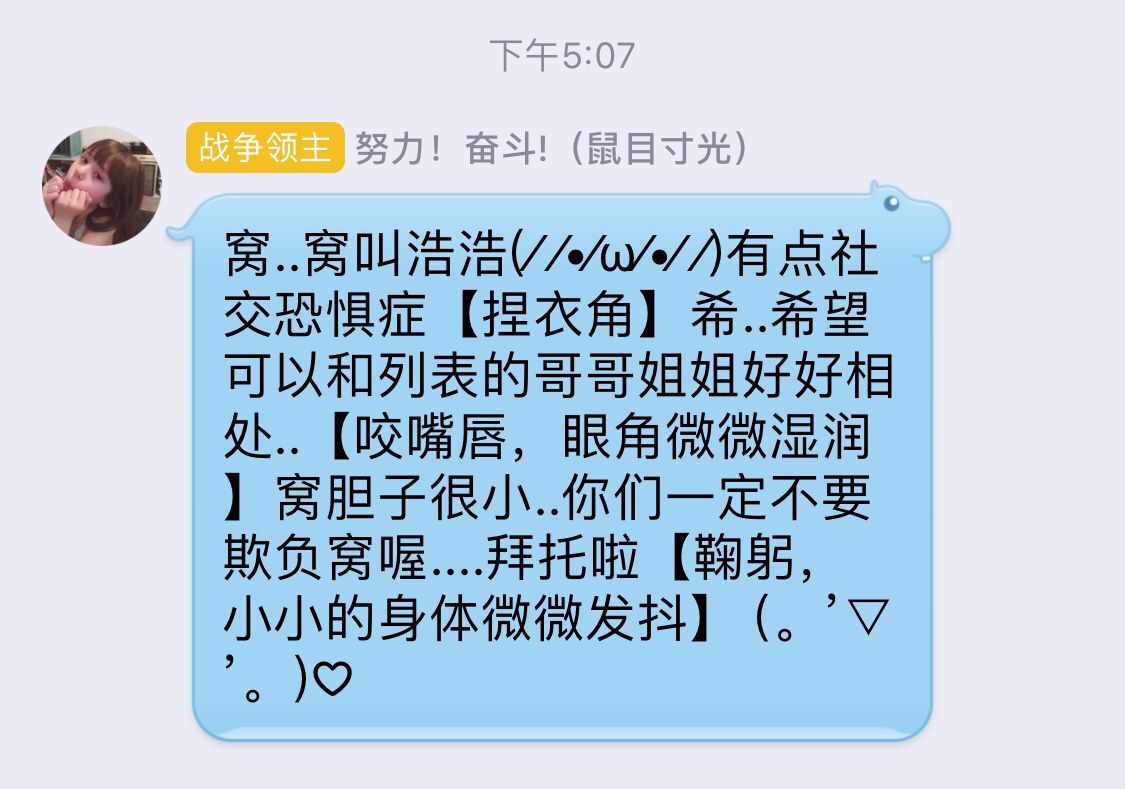 下午5:07
战争领主 努力！奋斗!（鼠目寸光）
窝..窝叫浩浩(⁄ ⁄•⁄ω⁄•⁄ ⁄)有点社
交恐惧症【捏衣角】希..希望
可以和列表的哥哥姐姐好好相
处..【咬嘴唇，眼角微微湿润
】窝胆子很小..你们一定不要
欺负窝喔....拜托啦【鞠躬，
小小的身体微微发抖】（。’▽
’。)♡